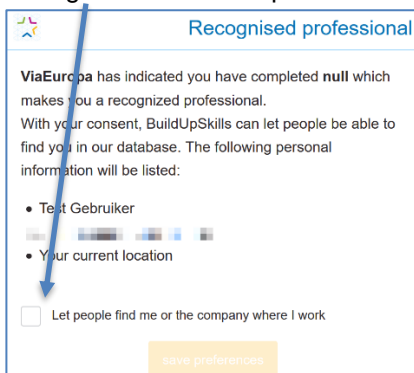 Recognised professional
ViaEuropa has indicated you have completed null which
makes you a recognized professional.
With your consent, BuildUpSkills can let people be able to
find you in our database. The following personal
information will be listed:
• Test Gebruiker
• Your current location
Let people find me or the company where I work
save preferences